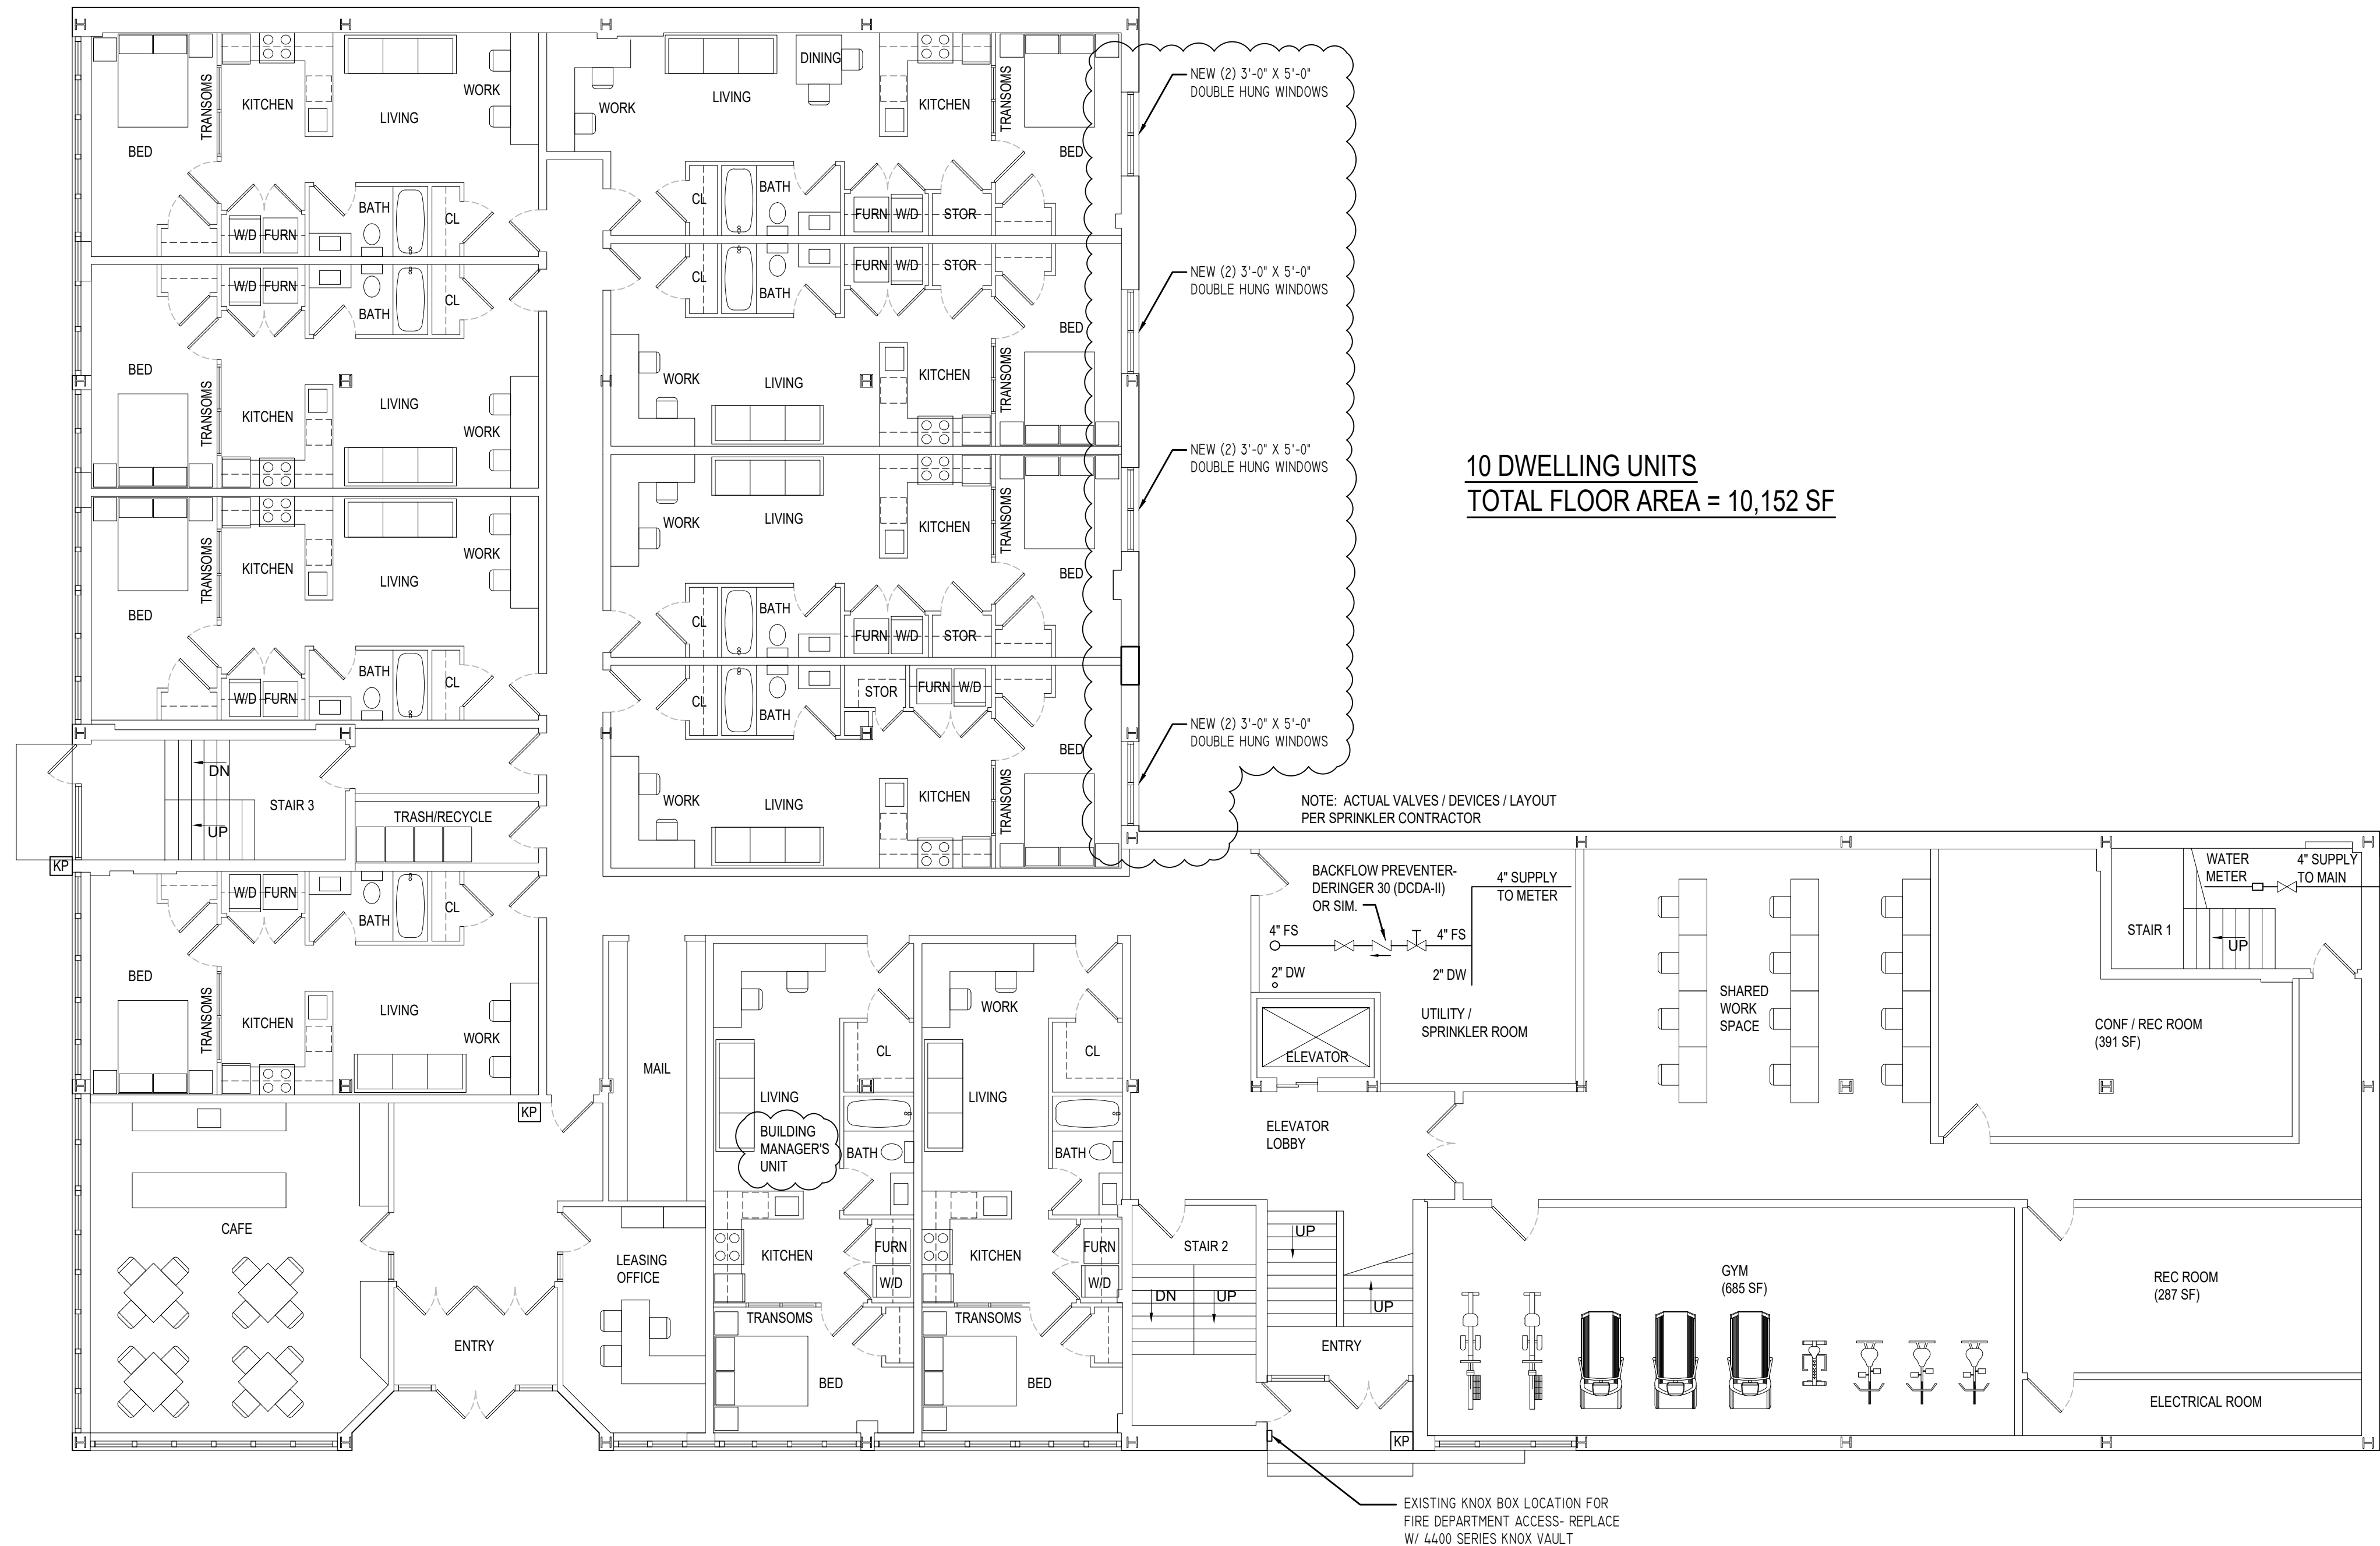 NEW (2) 3'-0" X 5'-0"
DOUBLE HUNG WINDOWS
DINING
WORK
LIVING
KITCHEN
TRANSOMS
BED
WORK
LIVING
KITCHEN
TRANSOMS
BED
BATH
CL
W/D
FURN
CL
BATH
FURN
W/D
STOR
NEW (2) 3'-0" X 5'-0"
DOUBLE HUNG WINDOWS
W/D
FURN
BATH
CL
CL
BATH
FURN
W/D
STOR
BED
TRANSOMS
KITCHEN
LIVING
WORK
WORK
LIVING
KITCHEN
TRANSOMS
BED
NEW (2) 3'-0" X 5'-0"
DOUBLE HUNG WINDOWS
10 DWELLING UNITS
TOTAL FLOOR AREA = 10,152 SF
BED
TRANSOMS
KITCHEN
LIVING
WORK
WORK
LIVING
KITCHEN
TRANSOMS
BED
W/D
FURN
BATH
CL
CL
BATH
FURN
W/D
STOR
CL
BATH
STOR
FURN
W/D
BED
NEW (2) 3'-0" X 5'-0"
DOUBLE HUNG WINDOWS
DN
UP
STAIR 3
TRASH/RECYCLE
WORK
LIVING
KITCHEN
TRANSOMS
NOTE: ACTUAL VALVES / DEVICES / LAYOUT
PER SPRINKLER CONTRACTOR
KP
W/D
FURN
BATH
CL
BED
TRANSOMS
KITCHEN
LIVING
WORK
BACKFLOW PREVENTER-
DERINGER 30 (DCDA-II)
OR SIM.
4" SUPPLY
TO METER
4" FS
4" FS
2" DW
2" DW
UTILITY /
SPRINKLER ROOM
ELEVATOR
WATER
METER
4" SUPPLY
TO MAIN
STAIR 1
UP
SHARED
WORK
SPACE
CONF / REC ROOM
(391 SF)
KP
MAIL
LIVING
BUILDING
MANAGER'S
UNIT
CL
BATH
KITCHEN
FURN
W/D
TRANSOMS
BED
WORK
LIVING
CL
BATH
KITCHEN
FURN
W/D
TRANSOMS
BED
ELEVATOR
LOBBY
CAFE
ENTRY
LEASING
OFFICE
STAIR 2
DN
UP
UP
UP
ENTRY
KP
GYM
(685 SF)
REC ROOM
(287 SF)
ELECTRICAL ROOM
EXISTING KNOX BOX LOCATION FOR
FIRE DEPARTMENT ACCESS- REPLACE
W/ 4400 SERIES KNOX VAULT